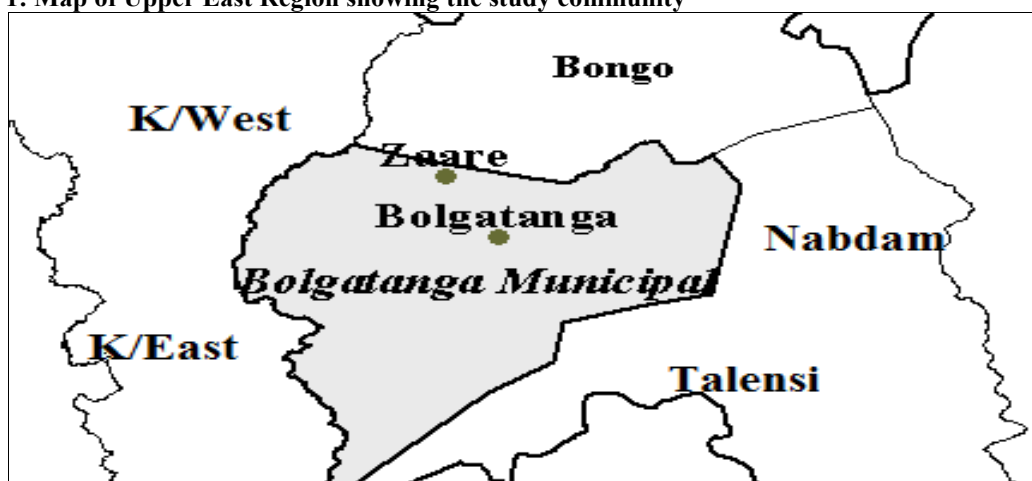 1: Map of Upper East Region showing the study community
Bongo
K/West
Zaare
Bolgatanga
Nabdam
Bolgatanga Municipal
K/East
Talensi